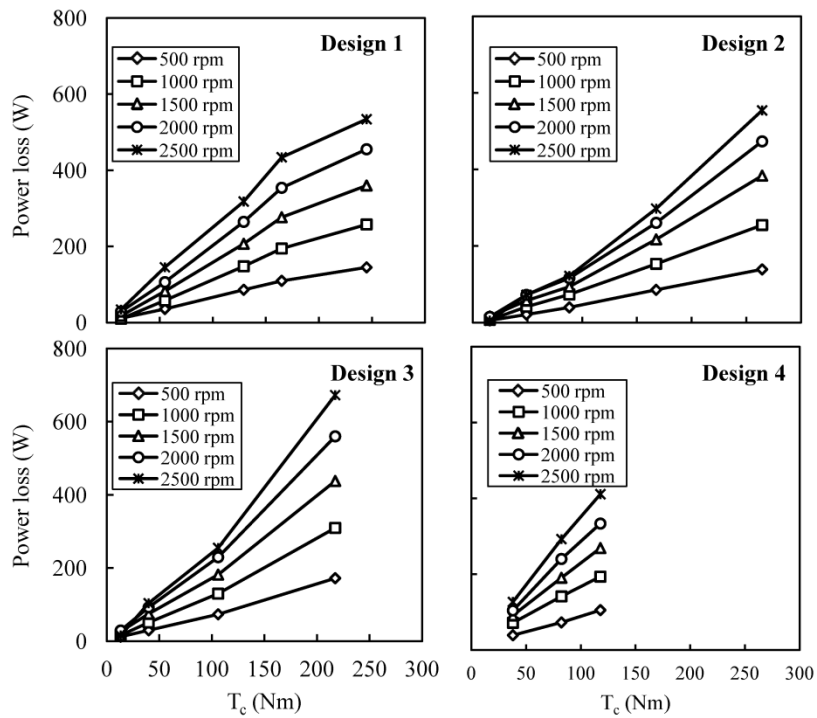 800
600
400
200
0
Power loss (W)
Design 1
500 rpm
1000 rpm
1500 rpm
2000 rpm
2500 rpm
Design 2
500 rpm
1000 rpm
1500 rpm
2000 rpm
2500 rpm
800
600
400
200
0
Power loss (W)
Design 3
500 rpm
1000 rpm
1500 rpm
2000 rpm
2500 rpm
0 50 100 150 200 250 300
T_c (Nm)
Design 4
500 rpm
1000 rpm
1500 rpm
2000 rpm
2500 rpm
0 50 100 150 200 250 300
T_c (Nm)